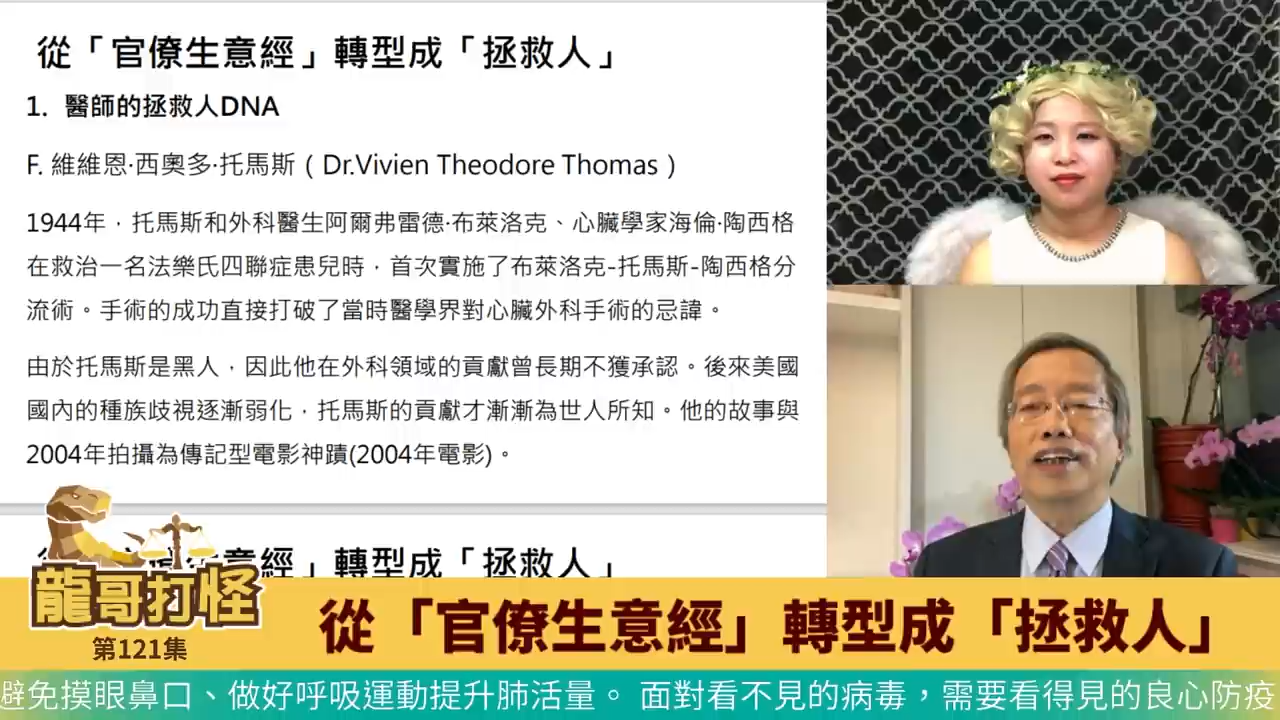 從「官僚生意經」轉型成「拯救人」
1. 醫師的拯救人DNA
F. 維維恩·西奧多·托馬斯（Dr.Vivien Theodore Thomas）
1944年，托馬斯和外科醫生阿爾弗雷德·布萊洛克、心臟學家海倫·陶西格
在救治一名法樂氏四聯症患兒時，首次實施了布萊洛克-托馬斯-陶西格分
流術。手術的成功直接打破了當時醫學界對心臟外科手術的忌諱。
由於托馬斯是黑人，因此他在外科領域的貢獻曾長期不獲承認。後來美國
國內的種族歧視逐漸弱化，托馬斯的貢獻才漸漸為世人所知。他的故事與
2004年拍攝為傳記型電影神蹟(2004年電影)。
僚生意經」轉型成「拯救人」
龍哥打怪
第121集
從「官僚生意經」轉型成「拯救人」
避免摸眼鼻口、做好呼吸運動提升肺活量。 面對看不見的病毒，需要看得見的良心防疫